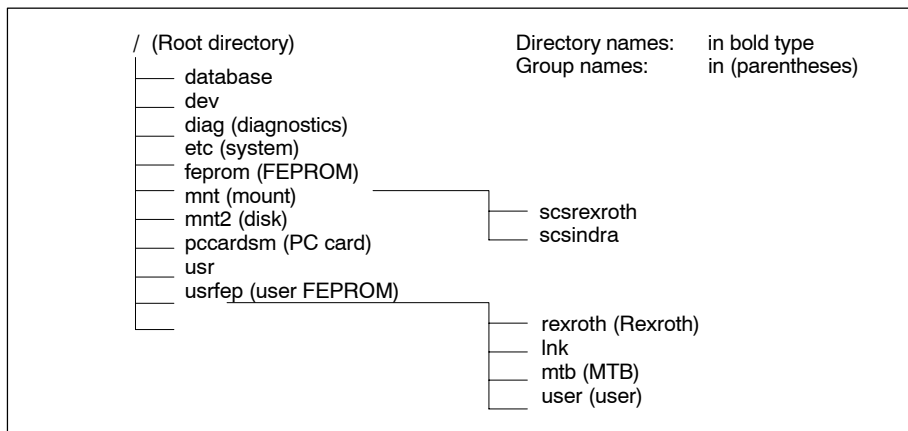 / (Root directory)
Directory names: in bold type
Group names: in (parentheses)
database
dev
diag (diagnostics)
etc (system)
feprom (FEPROM)
mnt (mount)
mnt2 (disk)
pccardsm (PC card)
usr
usrfep (user FEPROM)
scsrexroth
scsindra
rexroth (Rexroth)
lnk
mtb (MTB)
user (user)